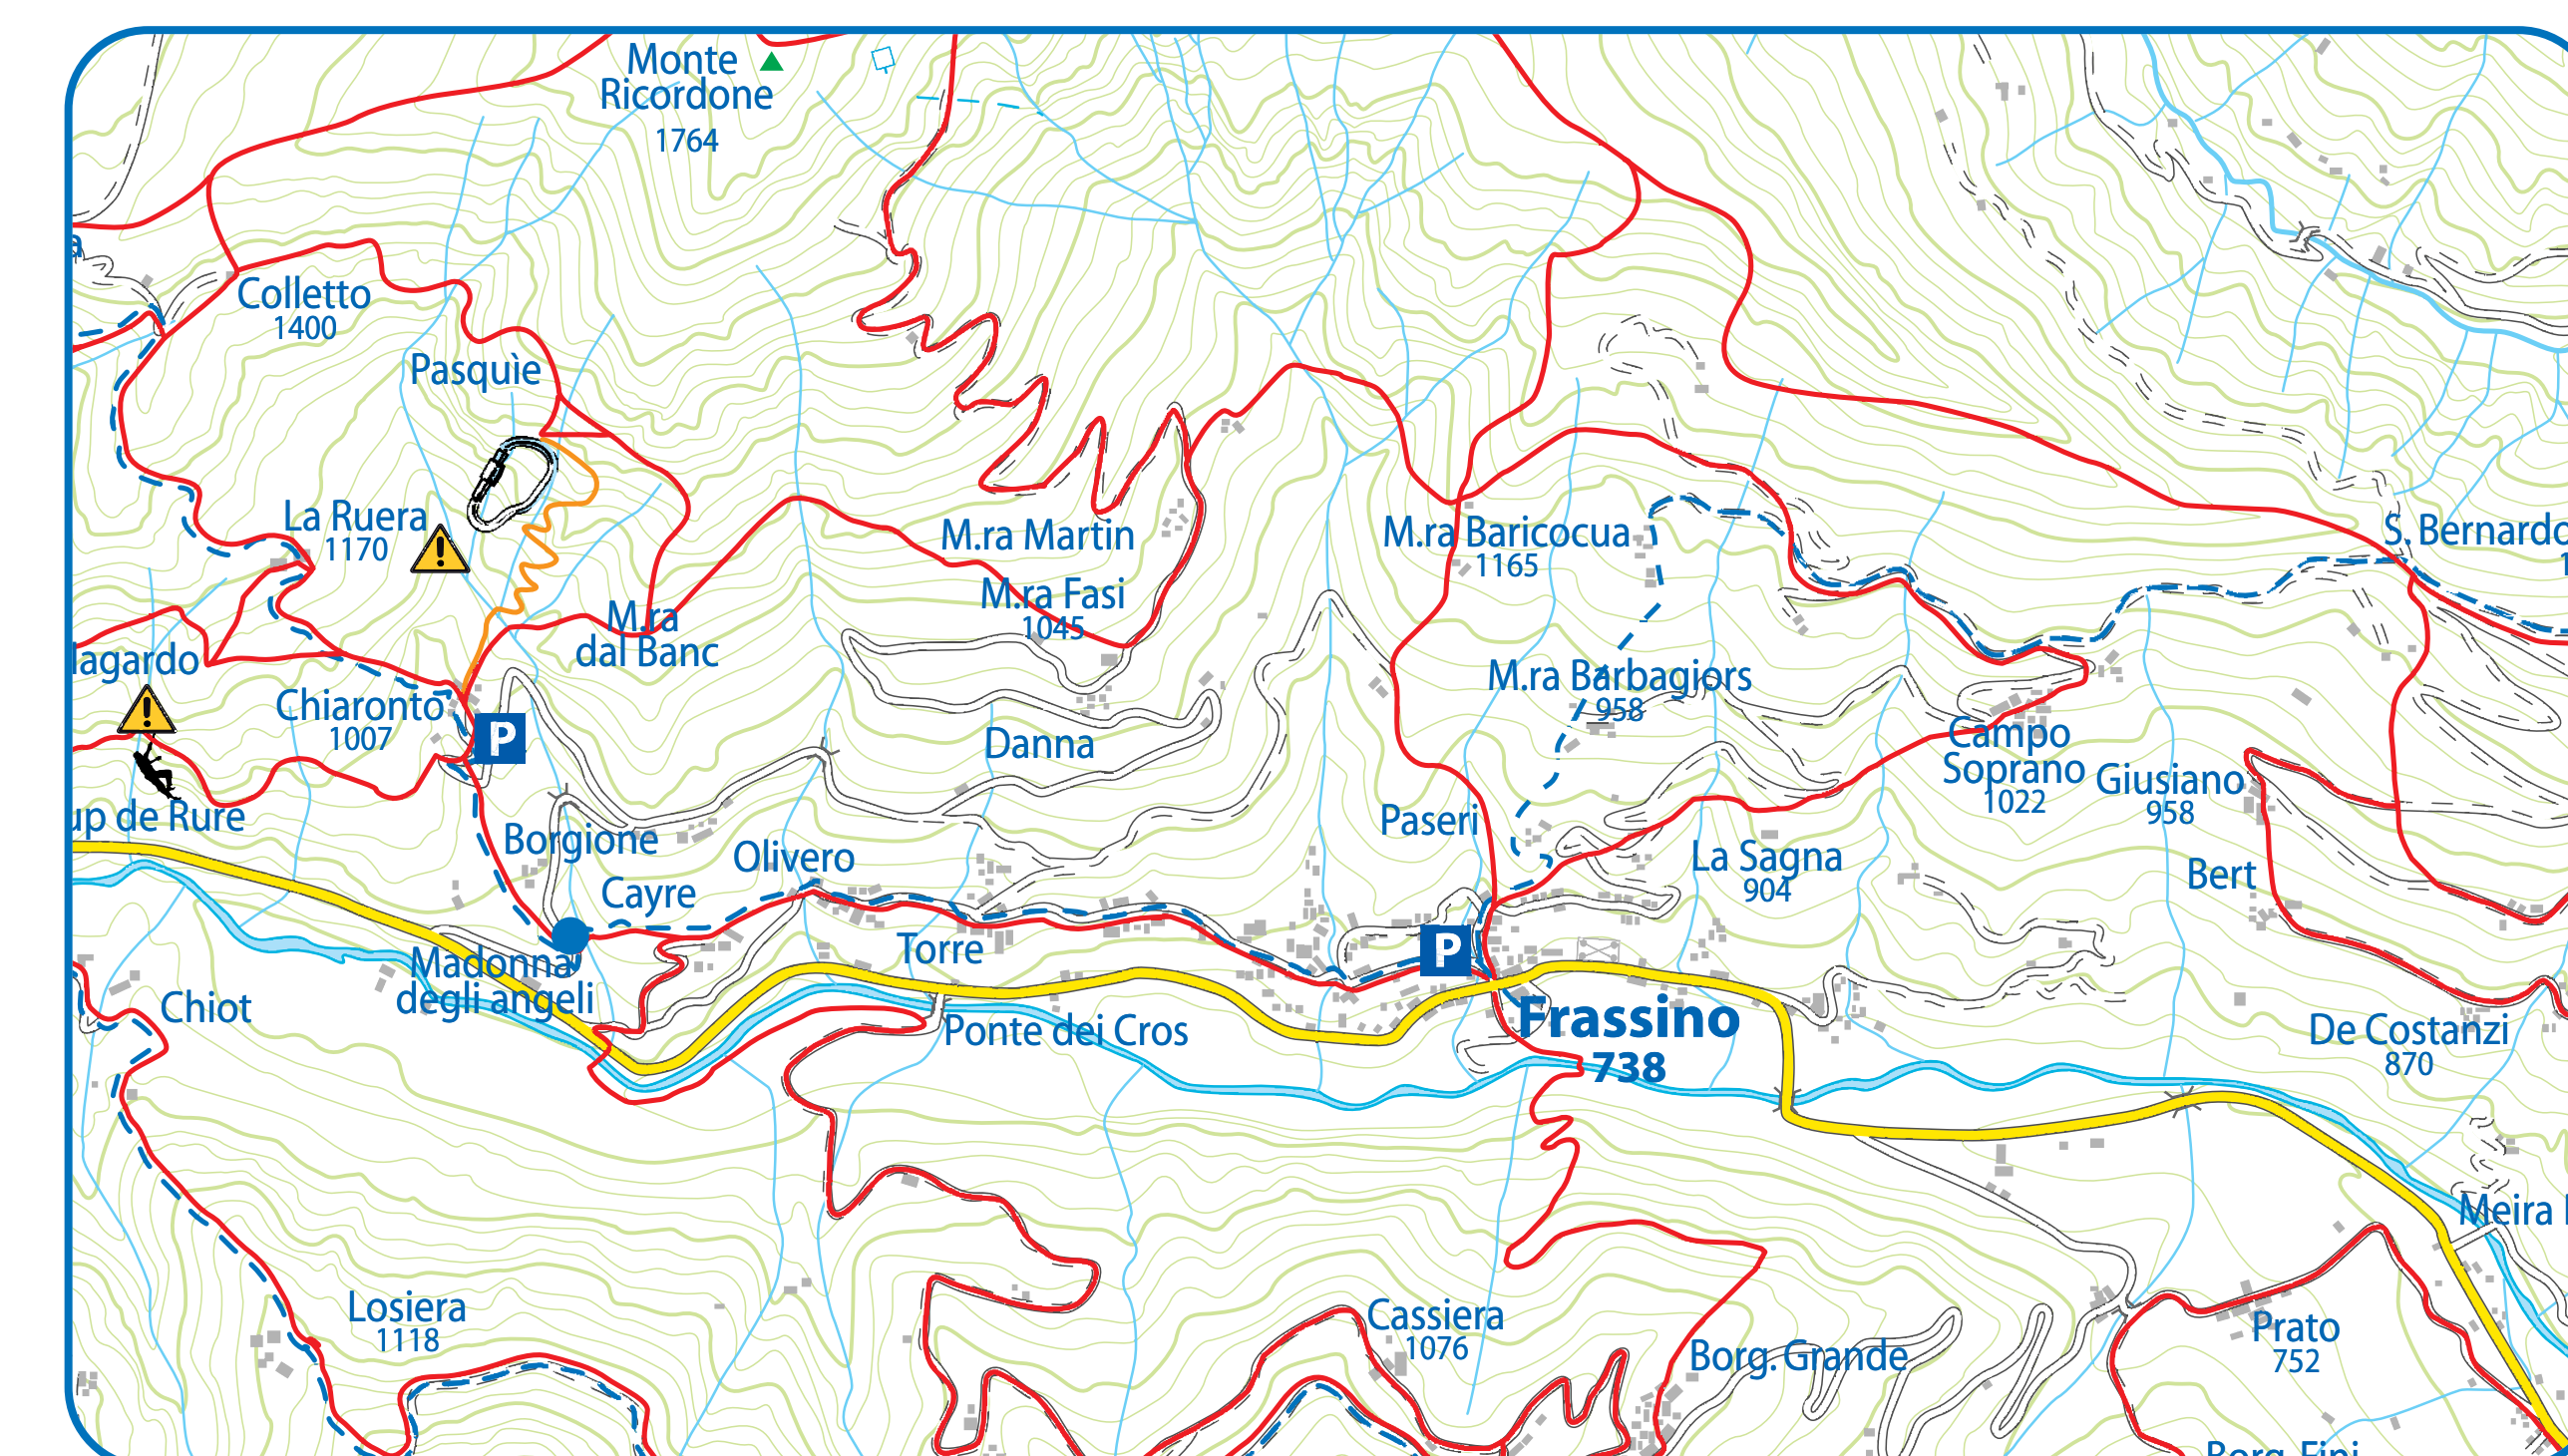 Monte
Ricordone
1764
Colletto
1400
Pasquìe
La Ruera
1170
M.ra Martin
M.ra Fasi
1045
M.ra Baricocua
1165
S. Bernardo
M.ra
dal Banc
lagardo
Chiaronto
1007
P
M.ra Barbagiors
958
Danna
Campo
Soprano
1022
Giusiano
958
up de Rure
Borgione
Olivero
Paseri
La Sagna
904
Bert
Cayre
Torre
P
Madonna
degli angeli
Chiot
Ponte dei Cros
Frassino
738
De Costanzi
870
Meira
Losiera
1118
Cassiera
1076
Borg. Grande
Prato
752
Borg. Fini